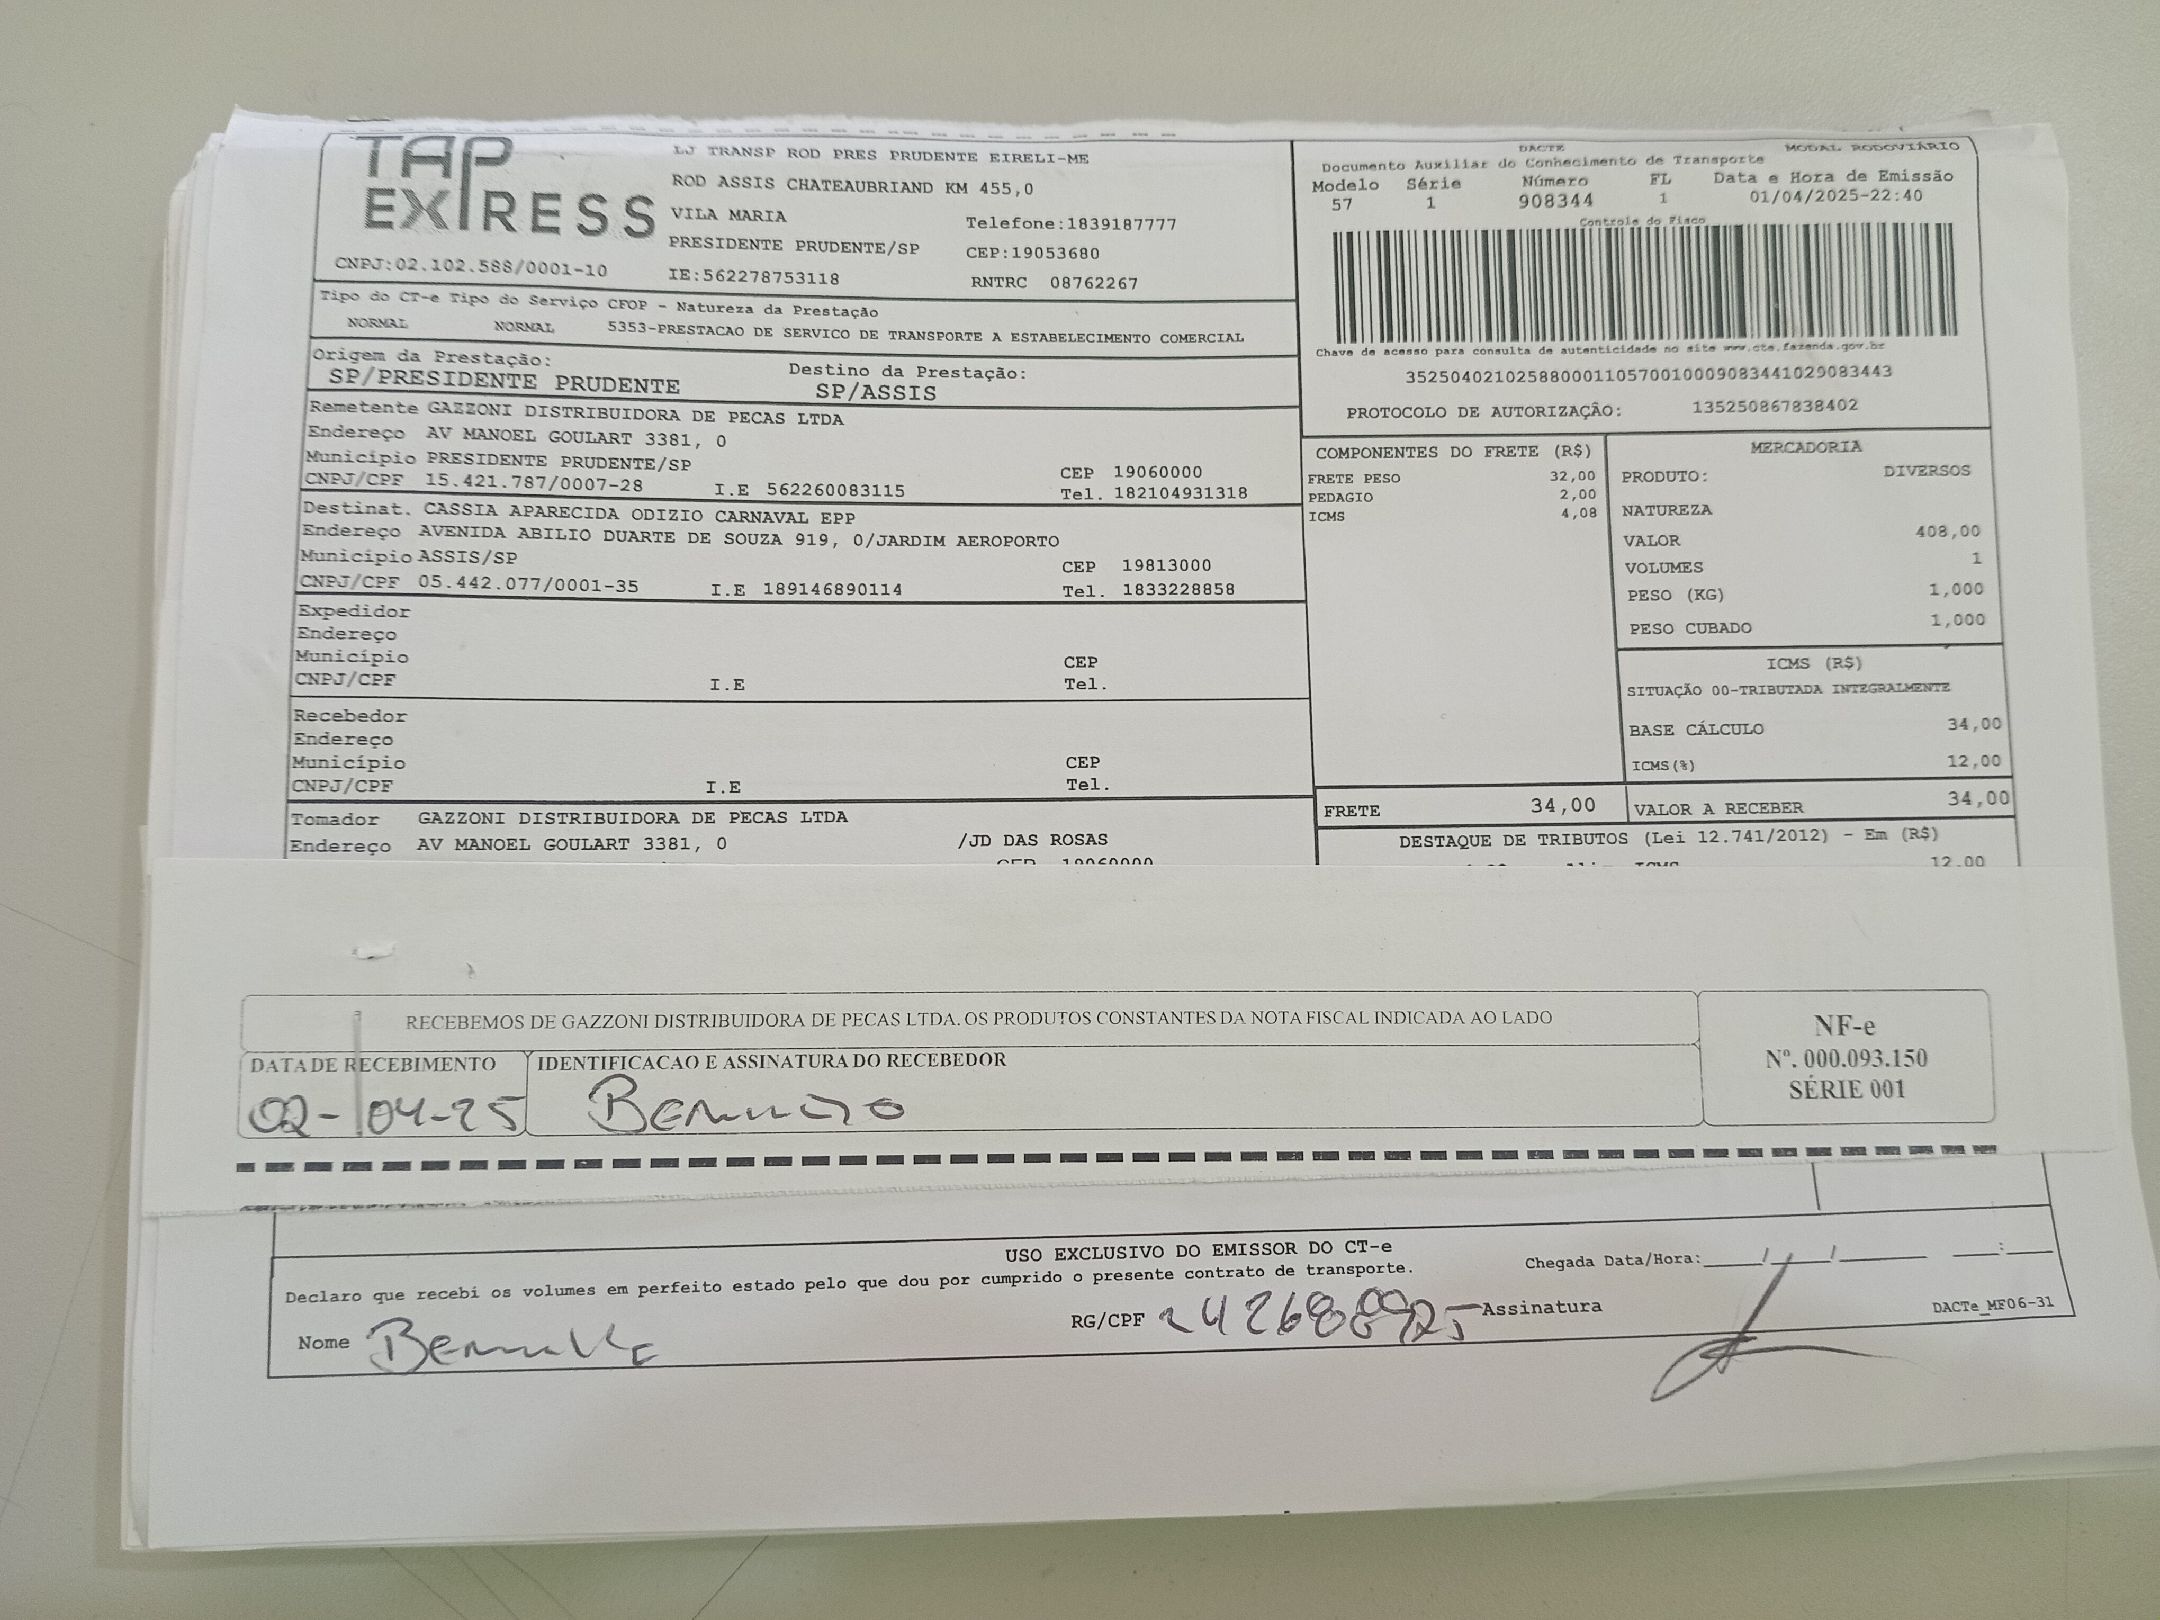 TAP EXPRESS
CNPJ:02.102.588/0001-10
LJ TRANSP ROD PRES PRUDENTE EIRELI-ME
ROD ASSIS CHATEAUBRIAND KM 455,0
VILA MARIA Telefone:1839187777
PRESIDENTE PRUDENTE/SP CEP:19053680
IE:562278753118 RNTRC 08762267
DACTE MODAL RODOVIÁRIO
Documento Auxiliar do Conhecimento de Transporte
Modelo Série Número FL Data e Hora de Emissão
57 1 908344 1 01/04/2025-22:40
Controle do Fisco
Chave de acesso para consulta de autenticidade no site www.cte.fazenda.gov.br
35250402102588000110570010009083441029083443
PROTOCOLO DE AUTORIZAÇÃO: 135250867838402
Tipo do CT-e Tipo do Serviço CFOP - Natureza da Prestação
NORMAL NORMAL 5353-PRESTACAO DE SERVICO DE TRANSPORTE A ESTABELECIMENTO COMERCIAL
Origem da Prestação: Destino da Prestação:
SP/PRESIDENTE PRUDENTE SP/ASSIS
Remetente GAZZONI DISTRIBUIDORA DE PECAS LTDA
Endereço AV MANOEL GOULART 3381, 0
Município PRESIDENTE PRUDENTE/SP CEP 19060000
CNPJ/CPF 15.421.787/0007-28 I.E 562260083115 Tel. 182104931318
Destinat. CASSIA APARECIDA ODIZIO CARNAVAL EPP
Endereço AVENIDA ABILIO DUARTE DE SOUZA 919, 0/JARDIM AEROPORTO
Município ASSIS/SP CEP 19813000
CNPJ/CPF 05.442.077/0001-35 I.E 189146890114 Tel. 1833228858
Expedidor
Endereço
Município CEP
CNPJ/CPF I.E Tel.
Recebedor
Endereço
Município CEP
CNPJ/CPF I.E Tel.
Tomador GAZZONI DISTRIBUIDORA DE PECAS LTDA
Endereço AV MANOEL GOULART 3381, 0 /JD DAS ROSAS
CEP 19060000
COMPONENTES DO FRETE (R$)
FRETE PESO 32,00
PEDAGIO 2,00
ICMS 4,08
MERCADORIA
PRODUTO: DIVERSOS
NATUREZA
VALOR 408,00
VOLUMES 1
PESO (KG) 1,000
PESO CUBADO 1,000
ICMS (R$)
SITUAÇÃO 00-TRIBUTADA INTEGRALMENTE
BASE CÁLCULO 34,00
ICMS(%) 12,00
FRETE 34,00 VALOR A RECEBER 34,00
DESTAQUE DE TRIBUTOS (Lei 12.741/2012) - Em (R$)
ICMS 12.00
RECEBEMOS DE GAZZONI DISTRIBUIDORA DE PECAS LTDA. OS PRODUTOS CONSTANTES DA NOTA FISCAL INDICADA AO LADO
DATA DE RECEBIMENTO IDENTIFICACAO E ASSINATURA DO RECEBEDOR
02-04-25
NF-e
Nº. 000.093.150
SÉRIE 001
USO EXCLUSIVO DO EMISSOR DO CT-e
Declaro que recebi os volumes em perfeito estado pelo que dou por cumprido o presente contrato de transporte.
Chegada Data/Hora:____/____/______ ___:___
Nome RG/CPF Assinatura
DACTe_MF06-31